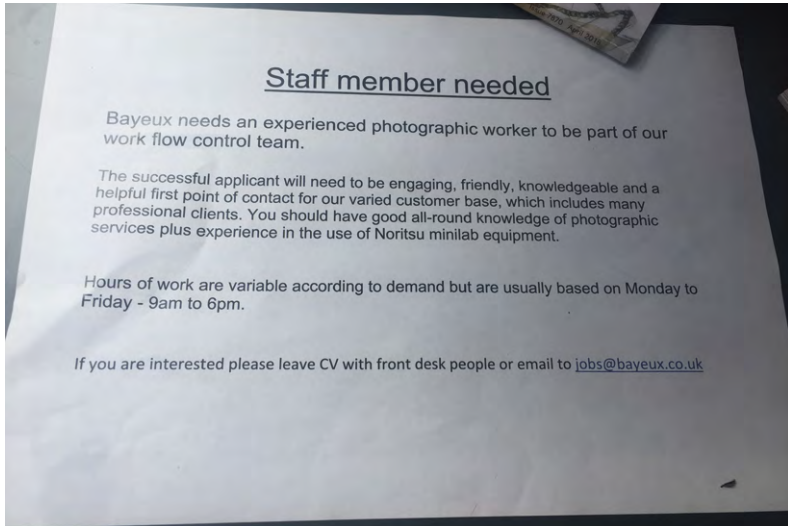 April 201
Staff member needed
Bayeux needs an experienced photographic worker to be part of our
work flow control team.
The successful applicant will need to be engaging, friendly, knowledgeable and a
helpful first point of contact for our varied customer base, which includes many
professional clients. You should have good all-round knowledge of photographic
services plus experience in the use of Noritsu minilab equipment.
Hours of work are variable according to demand but are usually based on Monday to
Friday - 9am to 6pm.
If you are interested please leave CV with front desk people or email to jobs@bayeux.co.uk